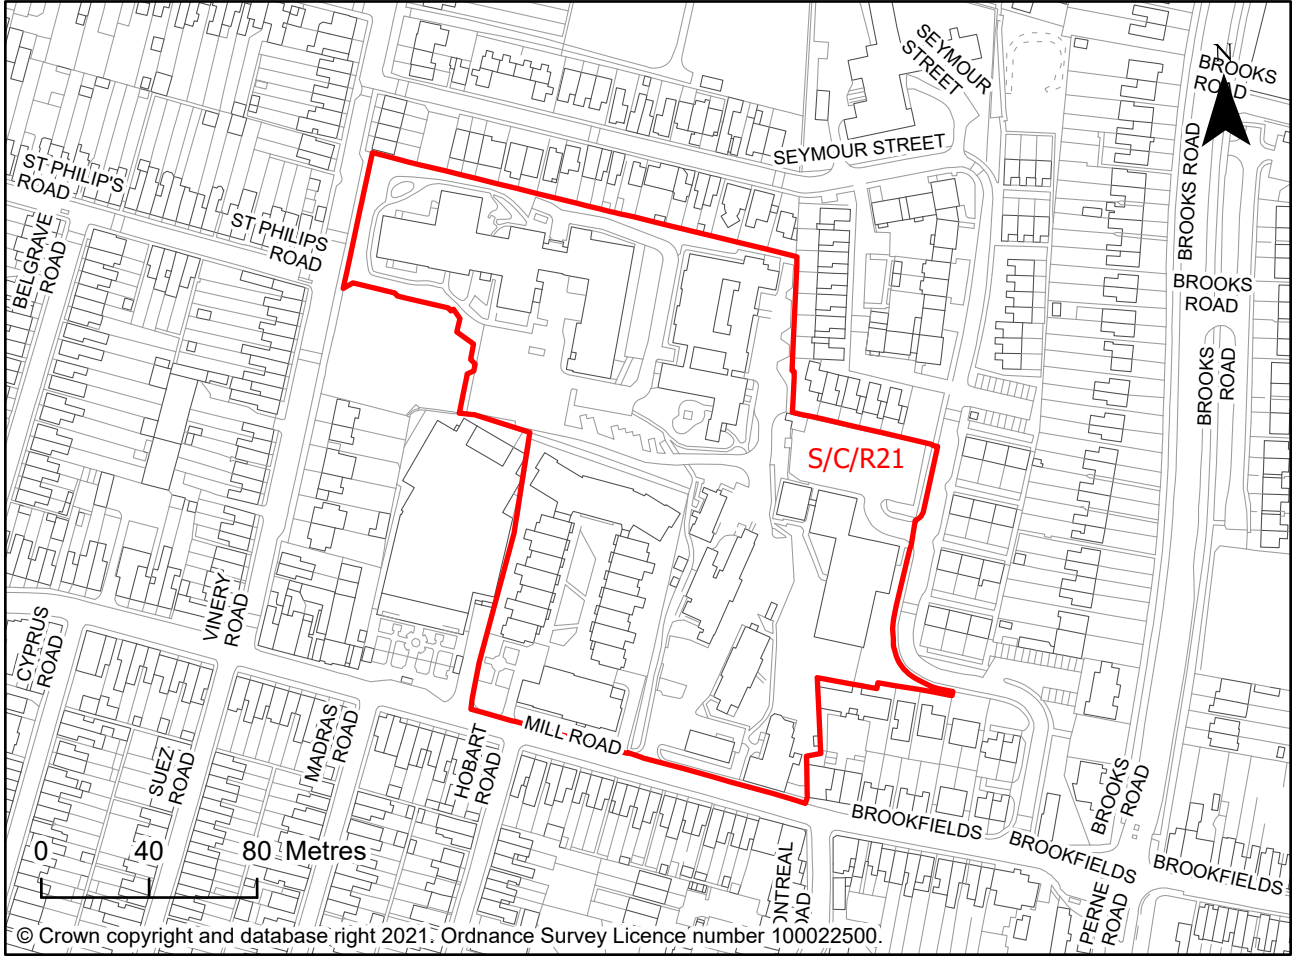 SEYMOUR
STREET
N
BROOKS
ROAD
SEYMOUR STREET
BROOKS ROAD
ST PHILIP'S
ROAD
ST PHILIPS
ROAD
BELGRAVE
ROAD
BROOKS
ROAD
BROOKS
ROAD
S/C/R21
VINERY
ROAD
CYPRUS
ROAD
MILL ROAD
MADRAS
ROAD
HOBART
ROAD
SUEZ
ROAD
BROOKS
ROAD
BROOKFIELDS
BROOKFIELDS
BROOKFIELDS
ONTREAL
OAD
PERNE
ROAD
0 40 80 Metres
© Crown copyright and database right 2021. Ordnance Survey Licence number 100022500.